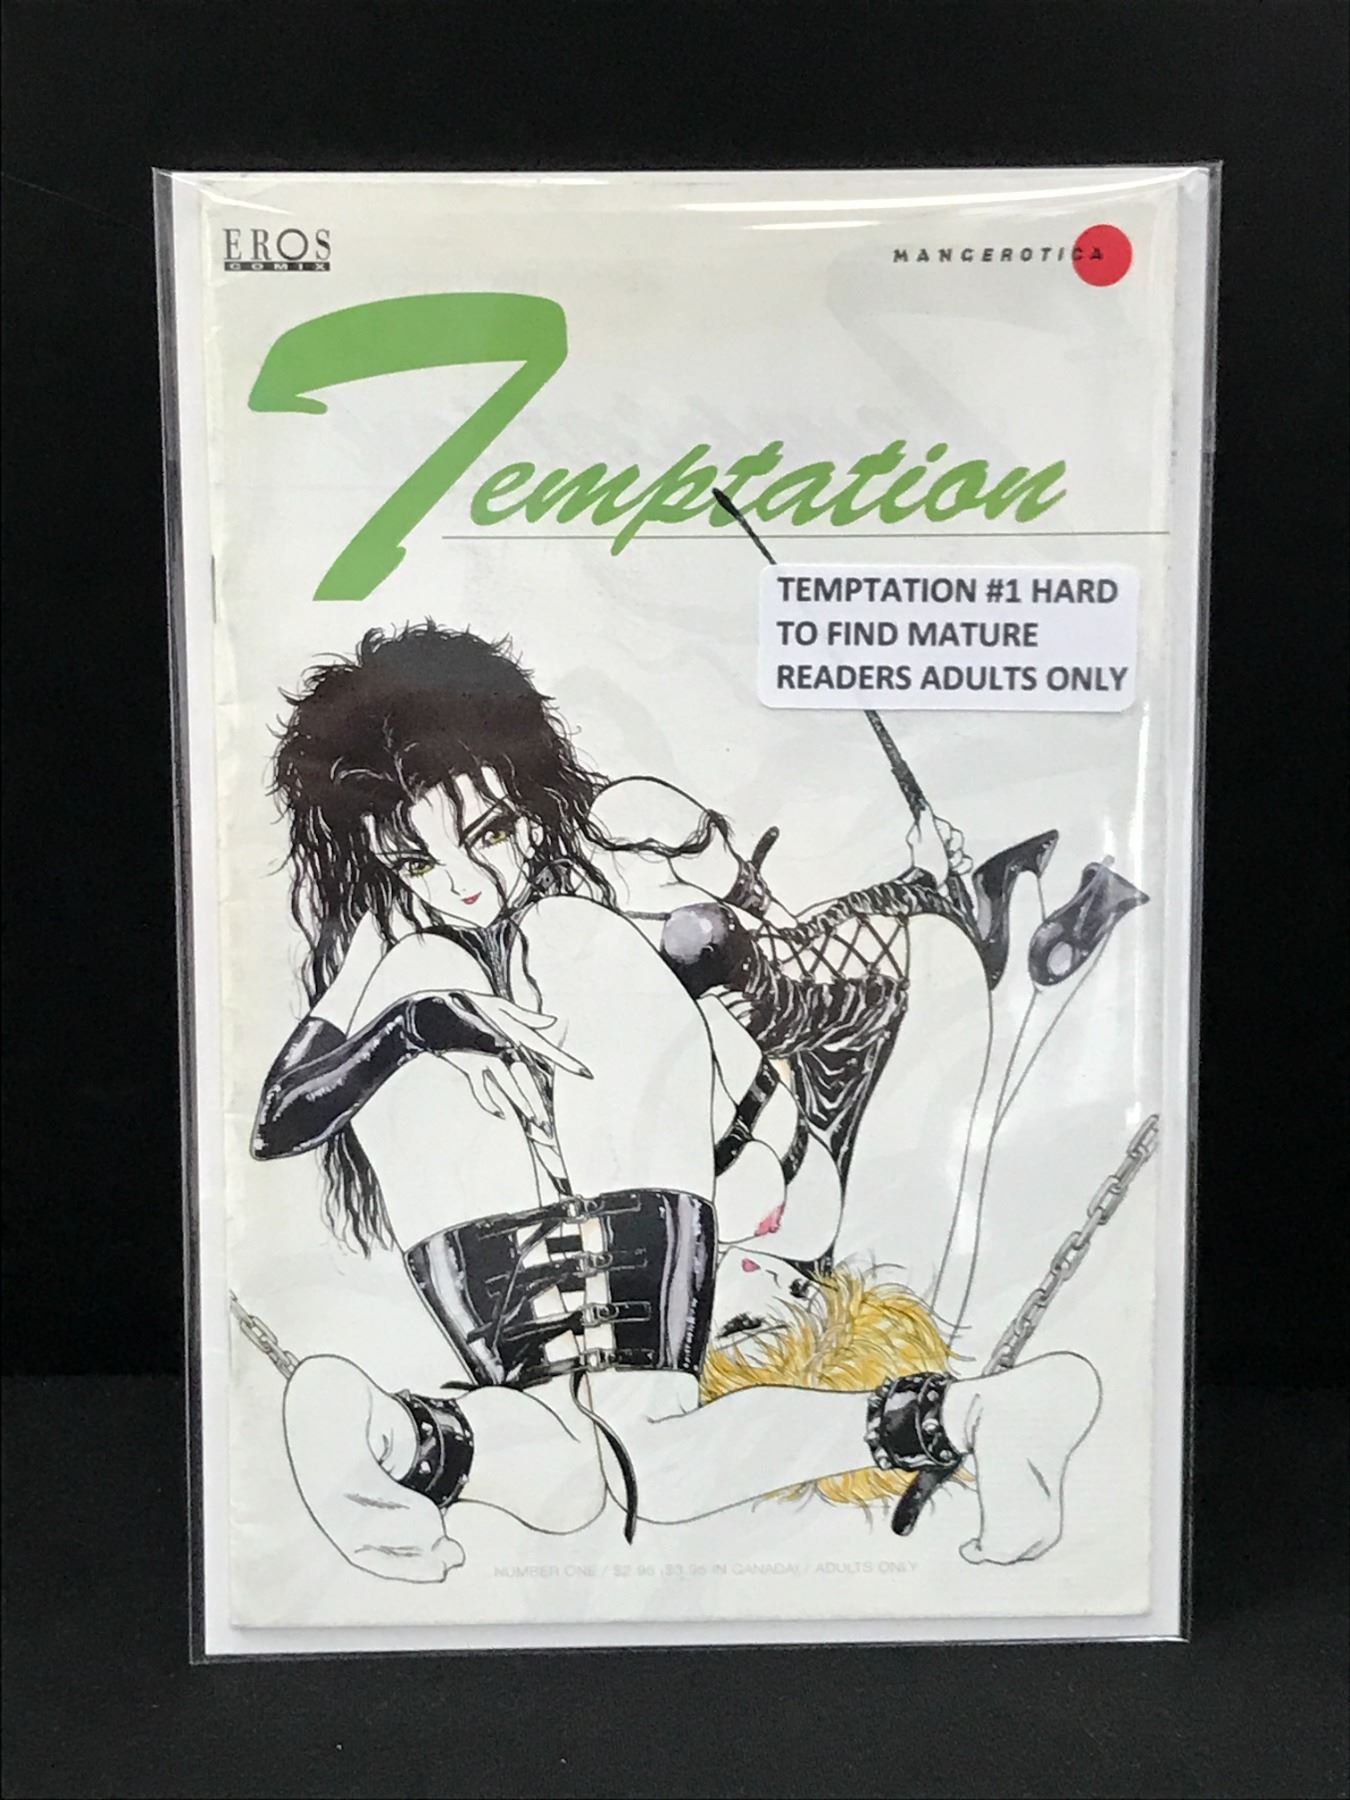 EROS
COMIX
MANGEROTICA
Temptation
TEMPTATION #1 HARD
TO FIND MATURE
READERS ADULTS ONLY
NUMBER ONE / $2.95 ($3.95 IN CANADA) / ADULTS ONLY